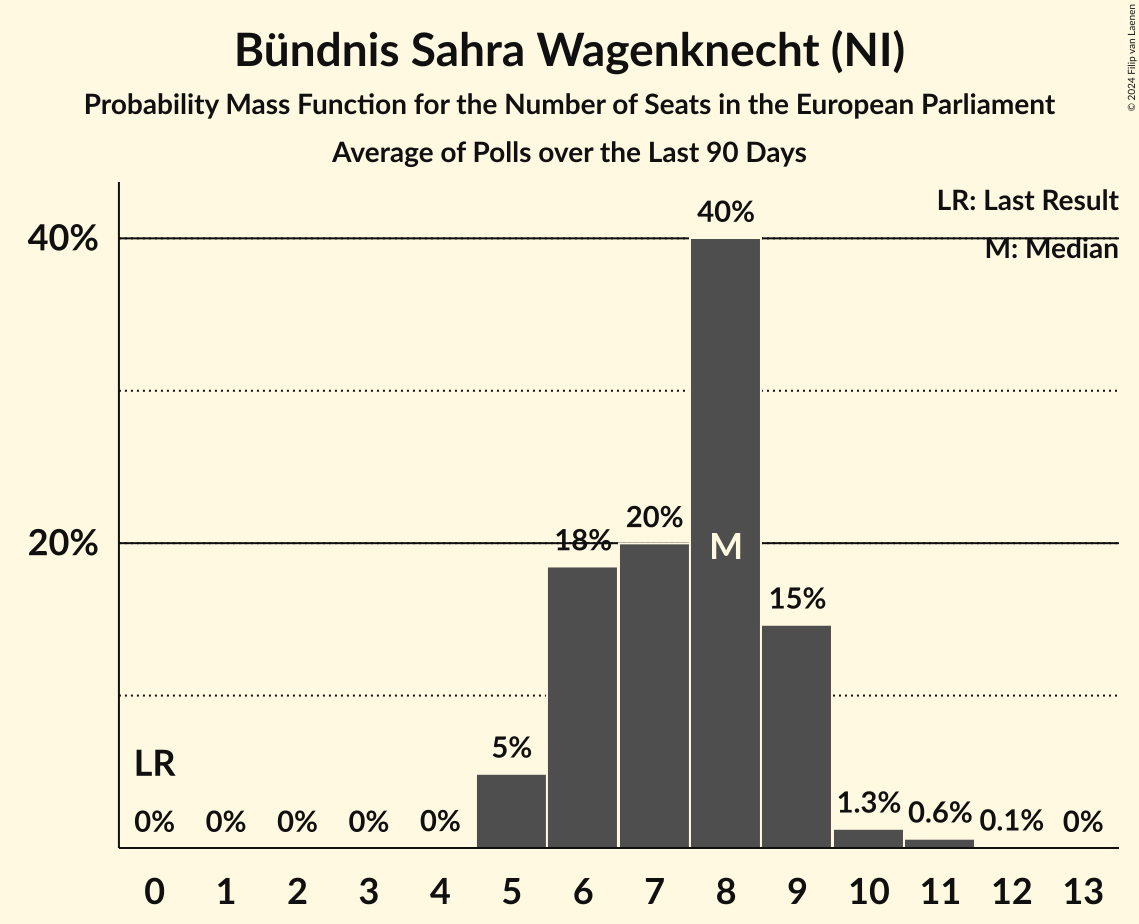 © 2024 Filip van Laenen
Bündnis Sahra Wagenknecht (NI)
Probability Mass Function for the Number of Seats in the European Parliament
Average of Polls over the Last 90 Days
LR: Last Result
M: Median
40%
40%
20%
20%
18%
M
15%
5%
LR
0% 0% 0% 0% 0% 1.3% 0.6% 0.1% 0%
0 1 2 3 4 5 6 7 8 9 10 11 12 13